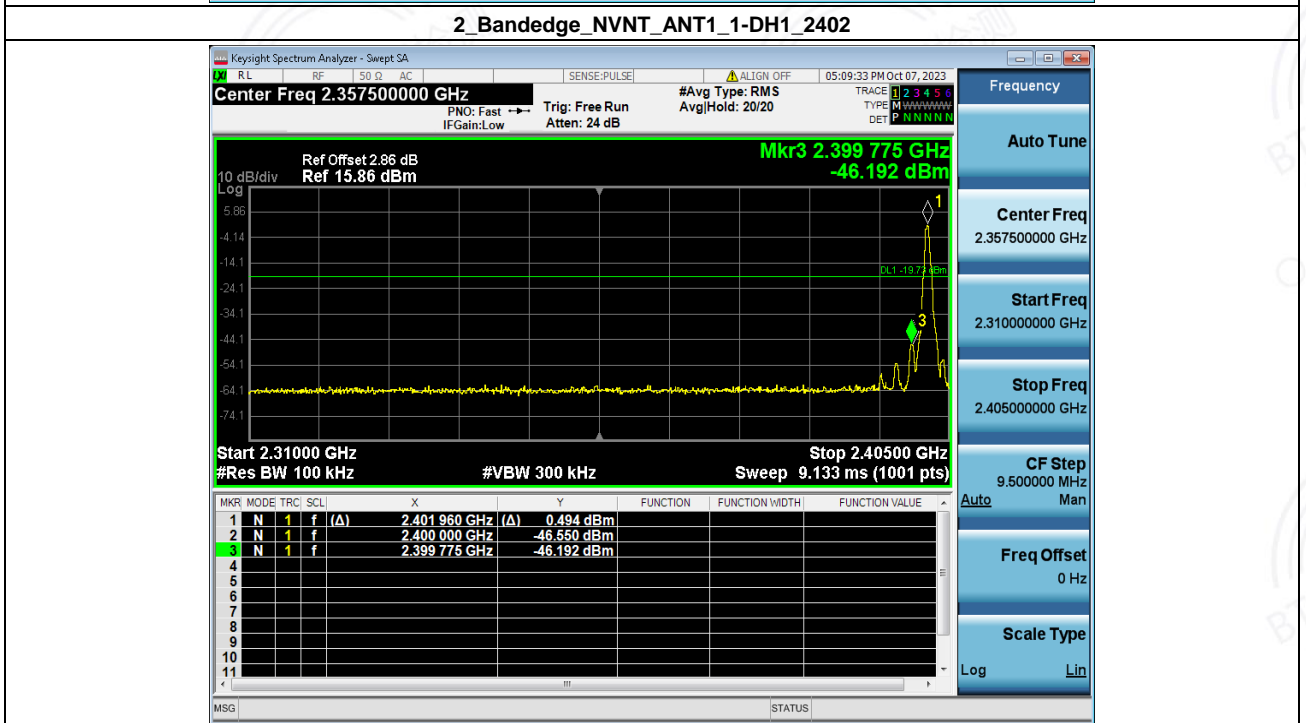 2_Bandedge_NVNT_ANT1_1-DH1_2402
Keysight Spectrum Analyzer - Swept SA
LXI RL RF 50 Ω AC SENSE:PULSE ALIGN OFF 05:09:33 PM Oct 07, 2023
Center Freq 2.357500000 GHz
PNO: Fast
IFGain:Low
Trig: Free Run
Atten: 24 dB
#Avg Type: RMS
Avg|Hold: 20/20
TRACE 1 2 3 4 5 6
TYPE M WWWWW
DET P N N N N N
Frequency
Auto Tune
Center Freq
2.357500000 GHz
Start Freq
2.310000000 GHz
Stop Freq
2.405000000 GHz
CF Step
9.500000 MHz
Auto Man
Freq Offset
0 Hz
Scale Type
Log Lin
Mkr3 2.399 775 GHz
-46.192 dBm
Ref Offset 2.86 dB
10 dB/div Ref 15.86 dBm
Log
5.86
-4.14
-14.1
-24.1
-34.1
-44.1
-54.1
-64.1
-74.1
1
DL1 -19.73 dBm
3
Start 2.31000 GHz Stop 2.40500 GHz
#Res BW 100 kHz #VBW 300 kHz Sweep 9.133 ms (1001 pts)
MKR MODE TRC SCL X Y FUNCTION FUNCTION WIDTH FUNCTION VALUE
1 N 1 f (Δ) 2.401 960 GHz (Δ) 0.494 dBm
2 N 1 f 2.400 000 GHz -46.550 dBm
3 N 1 f 2.399 775 GHz -46.192 dBm
4
5
6
7
8
9
10
11
MSG STATUS